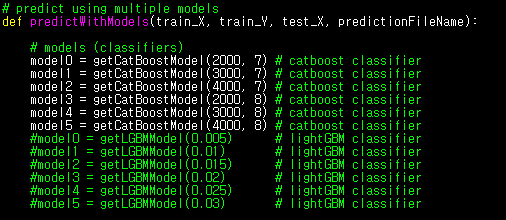 # predict using multiple models
def predictWithModels(train_X, train_Y, test_X, predictionFileName):
# models (classifiers)
model0 = getCatBoostModel(2000, 7) # catboost classifier
model1 = getCatBoostModel(3000, 7) # catboost classifier
model2 = getCatBoostModel(4000, 7) # catboost classifier
model3 = getCatBoostModel(2000, 8) # catboost classifier
model4 = getCatBoostModel(3000, 8) # catboost classifier
model5 = getCatBoostModel(4000, 8) # catboost classifier
#model0 = getLGBMModel(0.005) # lightGBM classifier
#model1 = getLGBMModel(0.01) # lightGBM classifier
#model2 = getLGBMModel(0.015) # lightGBM classifier
#model3 = getLGBMModel(0.02) # lightGBM classifier
#model4 = getLGBMModel(0.025) # lightGBM classifier
#model5 = getLGBMModel(0.03) # lightGBM classifier